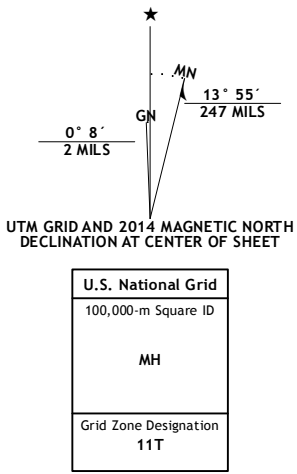 ★
MN
13° 55´
247 MILS
GN
0° 8´
2 MILS
UTM GRID AND 2014 MAGNETIC NORTH
DECLINATION AT CENTER OF SHEET
U.S. National Grid
100,000-m Square ID
MH
Grid Zone Designation
11T